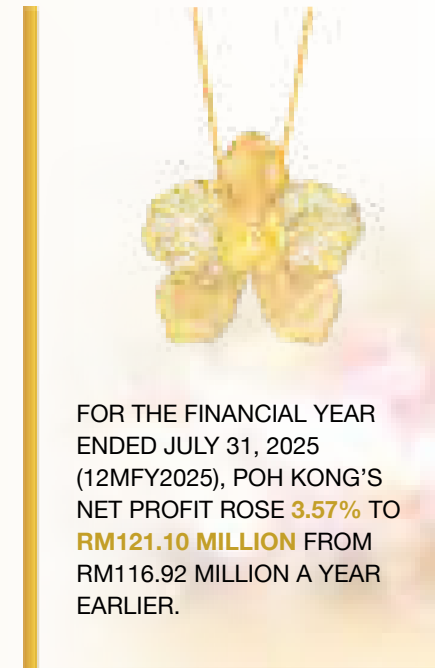 FOR THE FINANCIAL YEAR
ENDED JULY 31, 2025
(12MFY2025), POH KONG'S
NET PROFIT ROSE 3.57% TO
RM121.10 MILLION FROM
RM116.92 MILLION A YEAR
EARLIER.